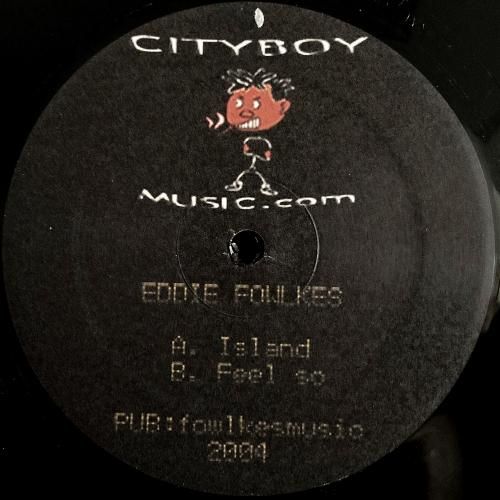 CITYBOY
MUSIC.com
EDDIE FOWLKES
A. Island
B. Feel so
PUB:fowlkesmusic
2004